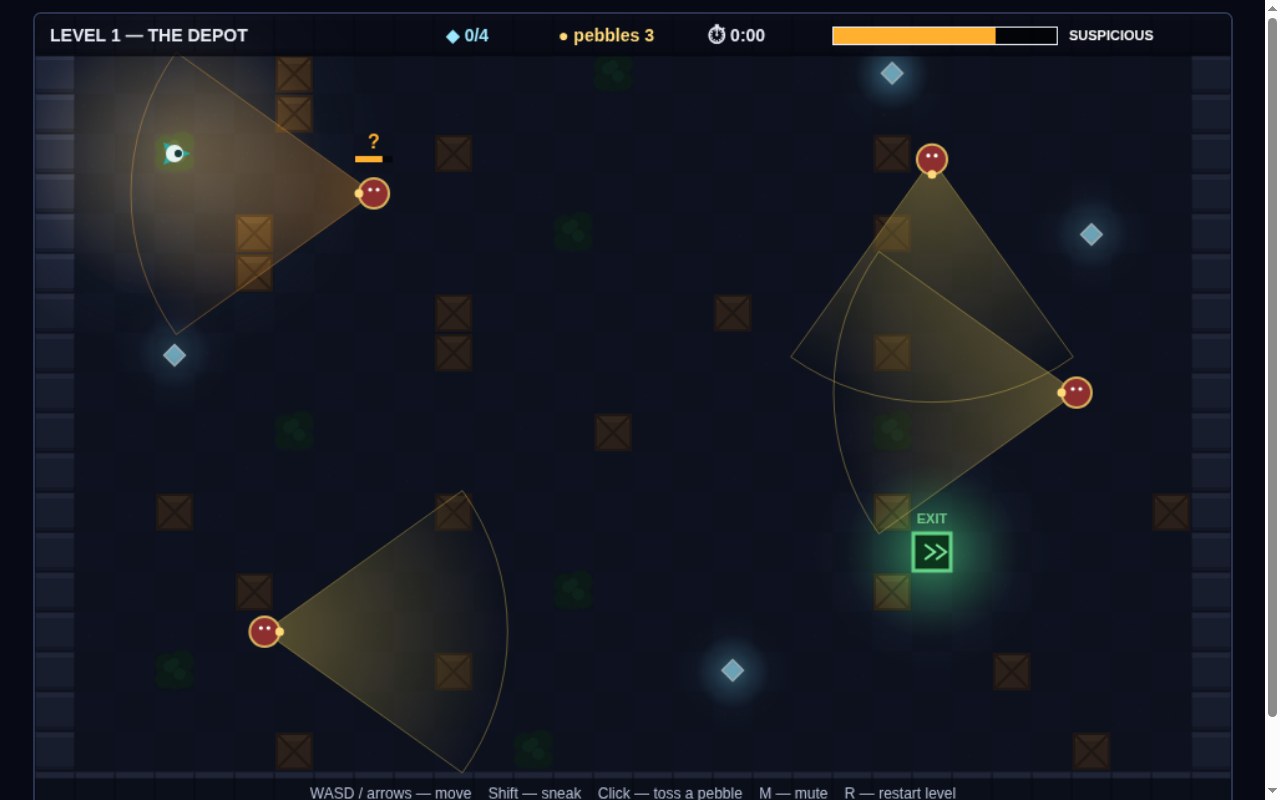 LEVEL 1 — THE DEPOT ◆ 0/4 ● pebbles 3 ⏱ 0:00 SUSPICIOUS
?
EXIT
WASD / arrows — move Shift — sneak Click — toss a pebble M — mute R — restart level